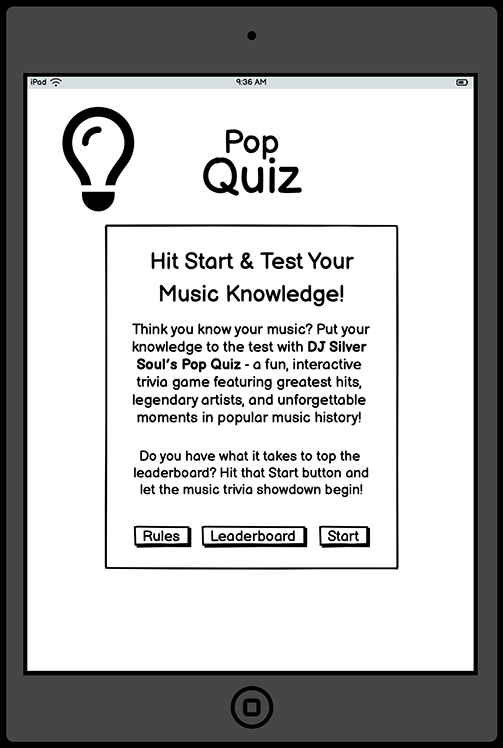 iPad 9:36 AM
Pop
Quiz
Hit Start & Test Your
Music Knowledge!
Think you know your music? Put your
knowledge to the test with DJ Silver
Soul's Pop Quiz - a fun, interactive
trivia game featuring greatest hits,
legendary artists, and unforgettable
moments in popular music history!
Do you have what it takes to top the
leaderboard? Hit that Start button and
let the music trivia showdown begin!
Rules Leaderboard Start